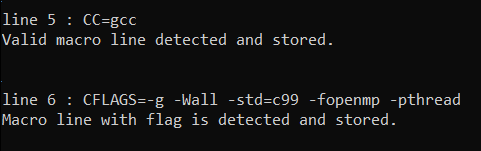 line 5 : CC=gcc
Valid macro line detected and stored.
line 6 : CFLAGS=-g -Wall -std=c99 -fopenmp -pthread
Macro line with flag is detected and stored.